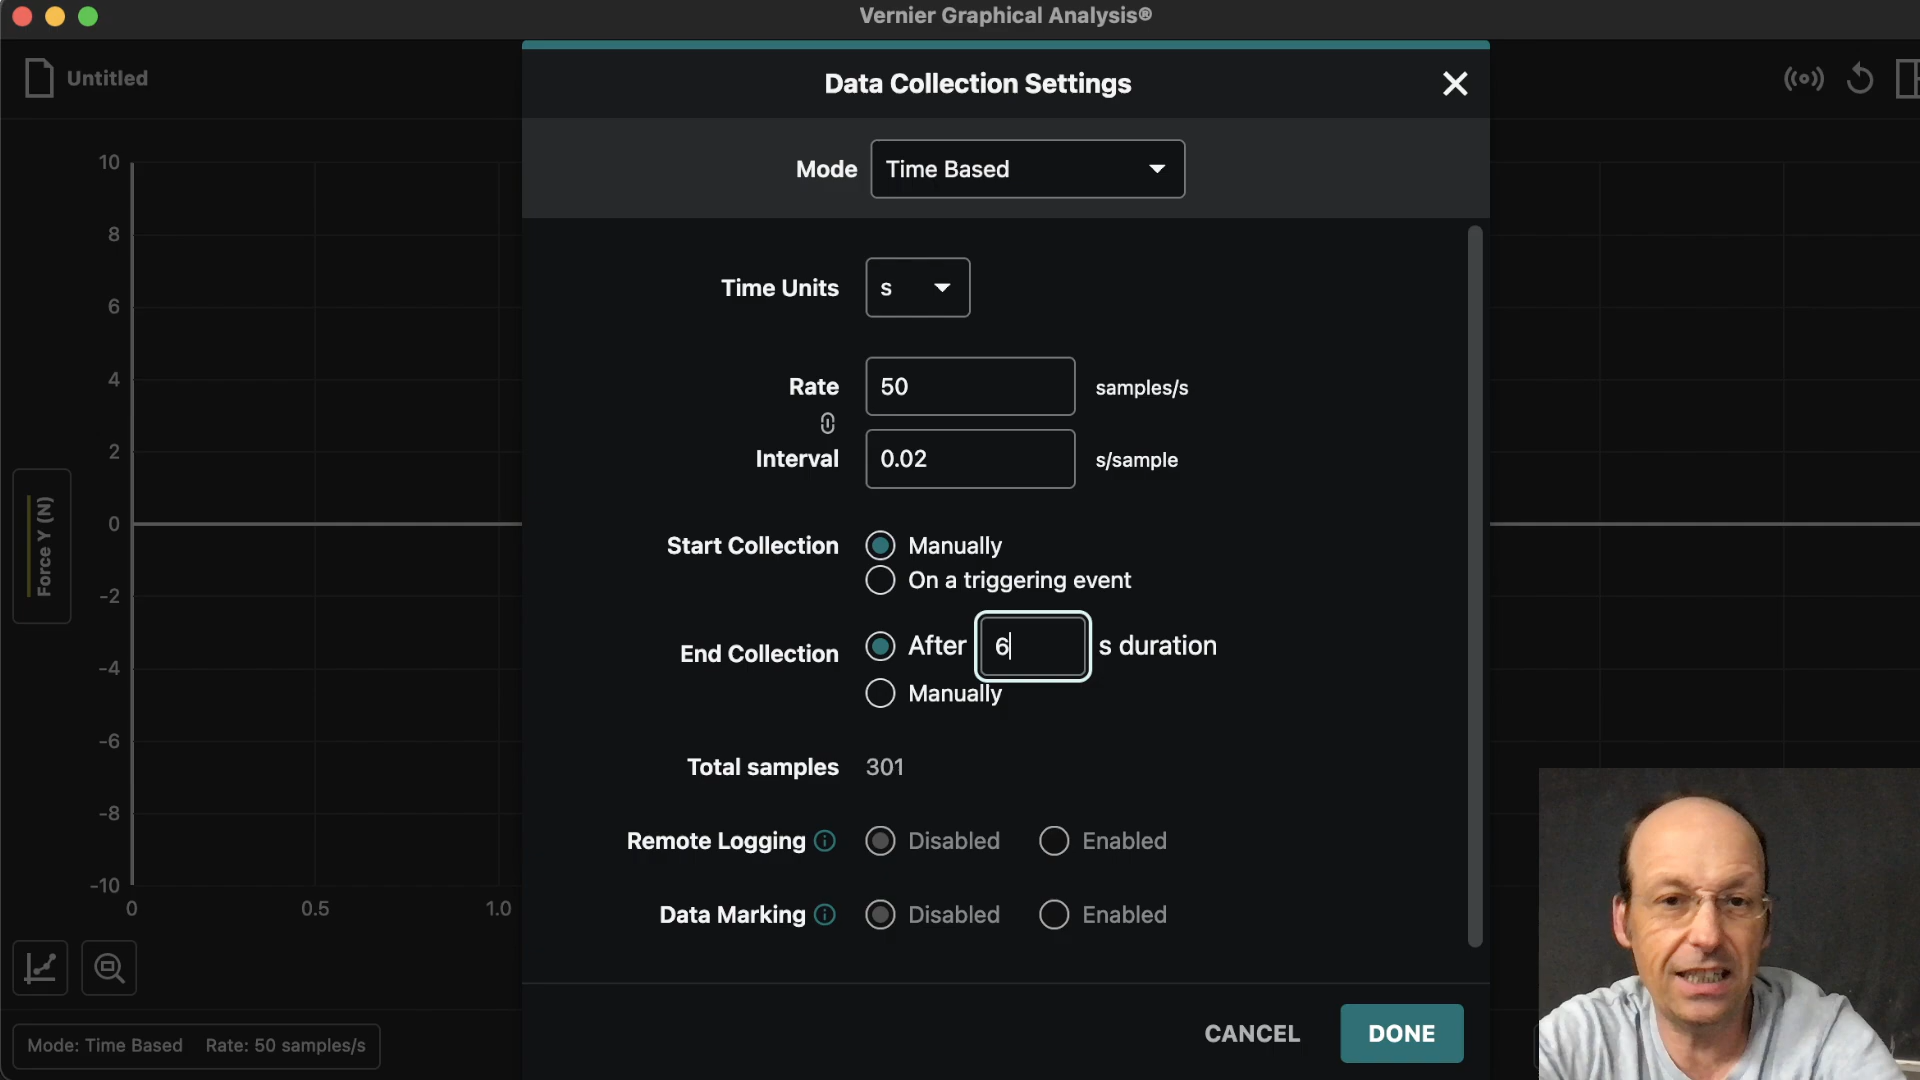 Vernier Graphical Analysis®
Untitled
Data Collection Settings
Mode Time Based
Time Units s
Rate 50 samples/s
Interval 0.02 s/sample
Start Collection Manually
On a triggering event
End Collection After 6 s duration
Manually
Total samples 301
Remote Logging Disabled Enabled
Data Marking Disabled Enabled
CANCEL DONE
Force Y (N)
10
8
6
4
2
0
-2
-4
-6
-8
-10
0 0.5 1.0
Mode: Time Based Rate: 50 samples/s